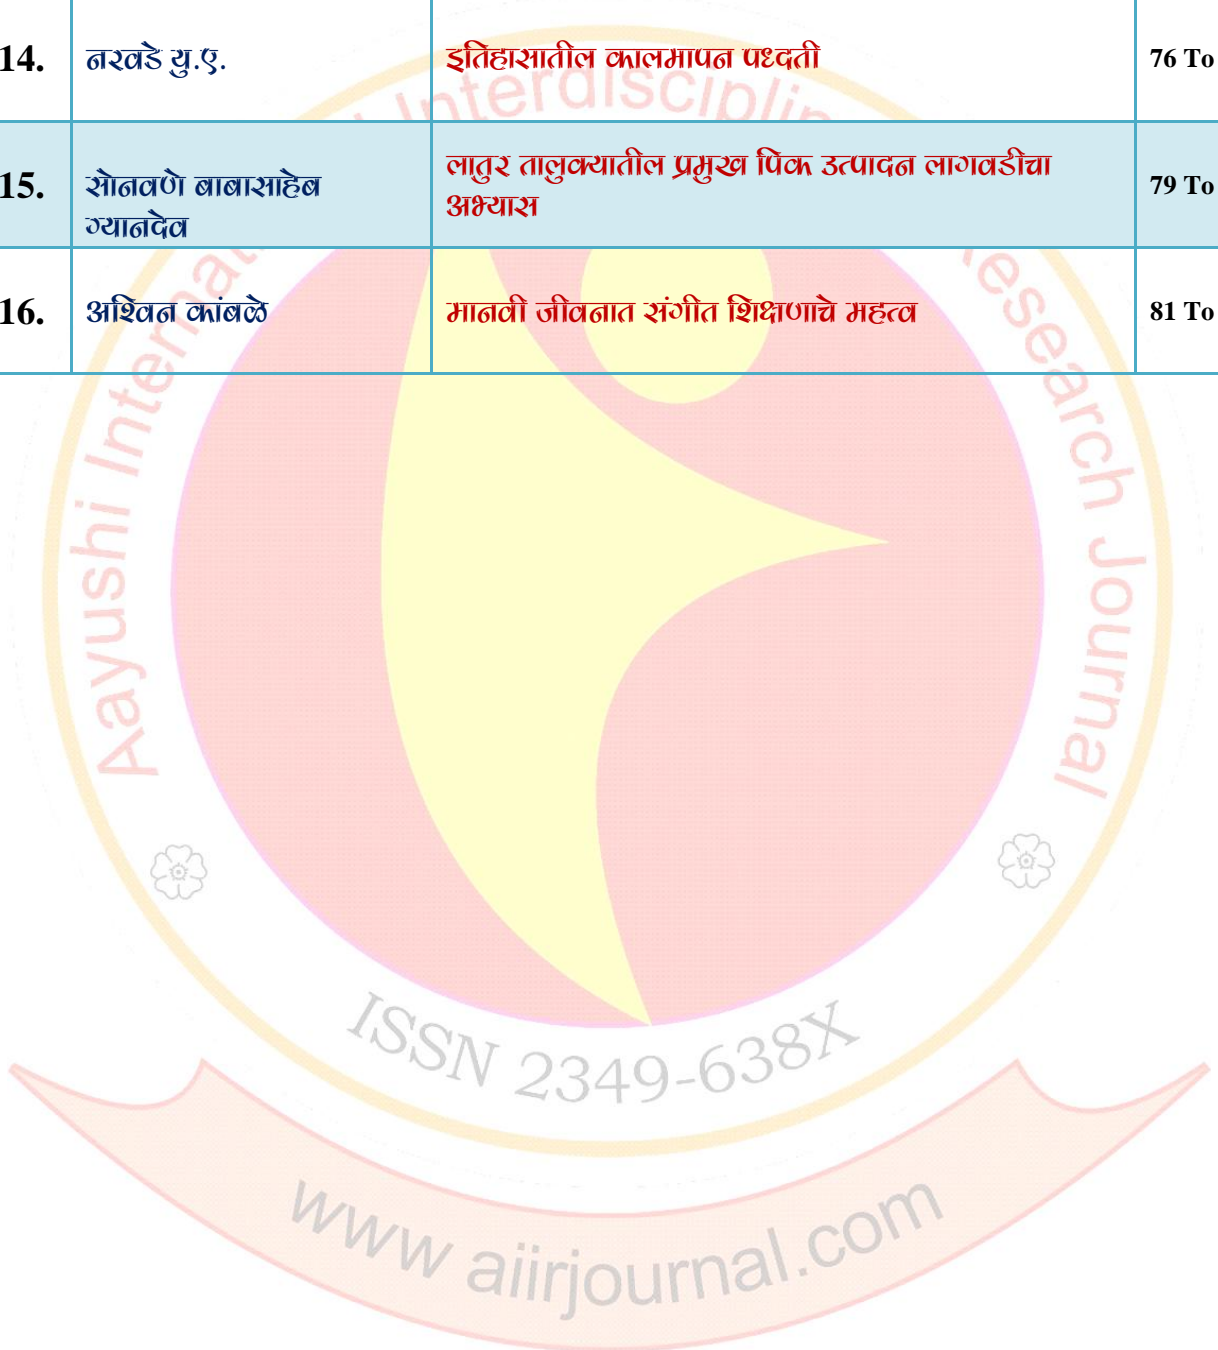 14. नरवडे यु.ए. इतिहासातील कालमापन पध्दती 76 To
15. सोनवणे बाबासाहेब लातुर तालुक्यातील प्रमुख पिक उत्पादन लागवडीचा 79 To
ग्यानदेव अभ्यास
16. अश्विन कांबळे मानवी जीवनात संगीत शिक्षणाचे महत्व 81 To
Aayushi International Interdisciplinary Research Journal
ISSN 2349-638X
www aiirjournal.com